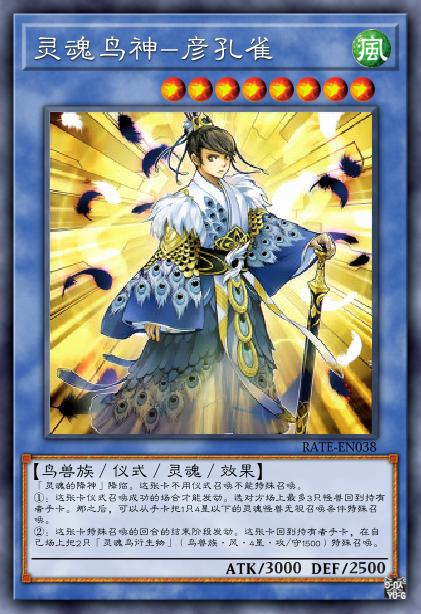 灵魂鸟神-彦孔雀
風
RATE-EN038
【鸟兽族/仪式/灵魂/效果】
「灵魂的降神」降临。这张卡不用仪式召唤不能特殊召唤。
①：这张卡仪式召唤成功的场合才能发动。选对方场上最多3只怪兽回到持有
者手卡。那之后，可以从手卡把1只4星以下的灵魂怪兽无视召唤条件特殊召
唤。
②：这张卡特殊召唤的回合的结束阶段发动。这张卡回到持有者手卡，在自
己场上把2只「灵魂鸟衍生物」（鸟兽族·风·4星·攻/守1500）特殊召唤。
ATK/3000 DEF/2500